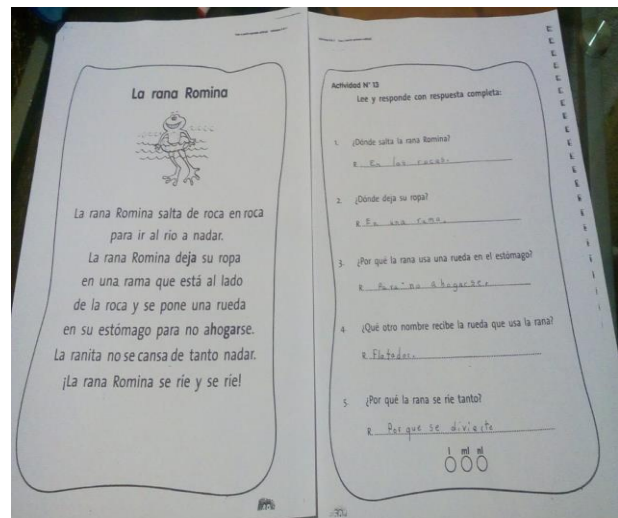 La rana Romina
La rana Romina salta de roca en roca
para ir al río a nadar.
La rana Romina deja su ropa
en una rama que está al lado
de la roca y se pone una rueda
en su estómago para no ahogarse.
La ranita no se cansa de tanto nadar.
¡La rana Romina se ríe y se ríe!
Actividad N° 13
Lee y responde con respuesta completa:
1. ¿Dónde salta la rana Romina?
R En las rocas.
2. ¿Dónde deja su ropa?
R En una rama.
3. ¿Por qué la rana usa una rueda en el estómago?
R Para no ahogarse.
4 ¿Qué otro nombre recibe la rueda que usa la rana?
R Flotador.
5 ¿Por qué la rana se ríe tanto?
R Porque se divierte
l ml nl